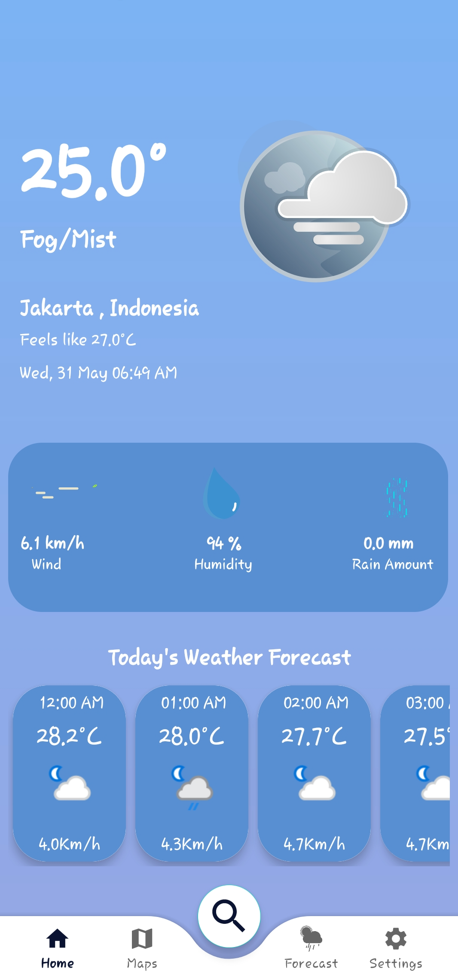 25.0°
Fog/Mist
Jakarta , Indonesia
Feels like 27.0°C
Wed, 31 May 06:49 AM
6.1 km/h 94 % 0.0 mm
Wind Humidity Rain Amount
Today's Weather Forecast
12:00 AM 01:00 AM 02:00 AM 03:00
28.2°C 28.0°C 27.7°C 27.5°
4.0Km/h 4.3Km/h 4.7Km/h 4.7Km
Home Maps Forecast Settings